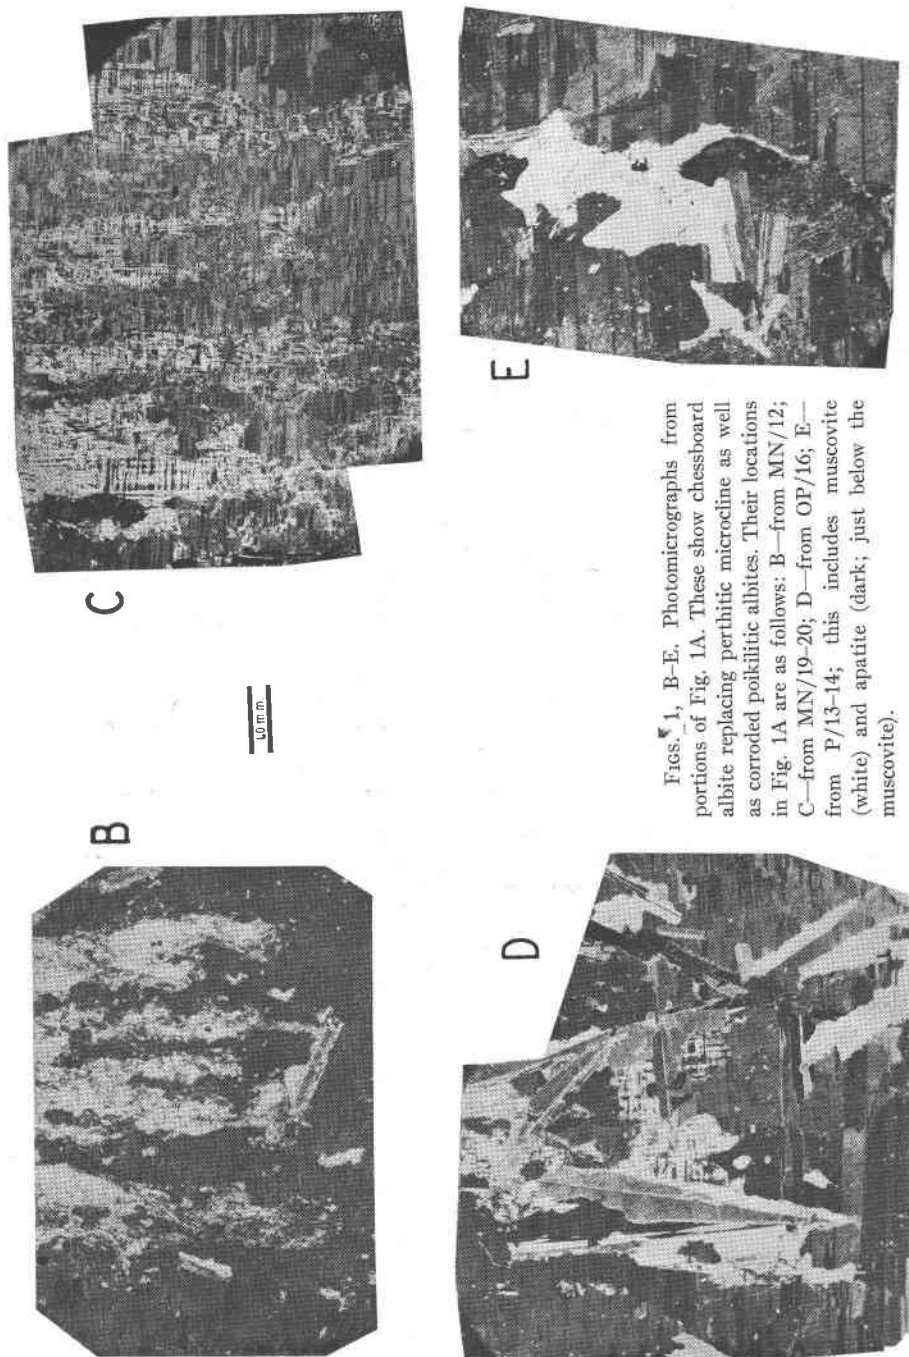 C
E
B
D
.60mm.
FIGS. 1, B–E. Photomicrographs from
portions of Fig. 1A. These show chessboard
albite replacing perthitic microcline as well
as corroded poikilitic albites. Their locations
in Fig. 1A are as follows: B—from MN/12;
C—from MN/19–20; D—from OP/16; E—
from P/13–14; this includes muscovite
(white) and apatite (dark; just below the
muscovite).